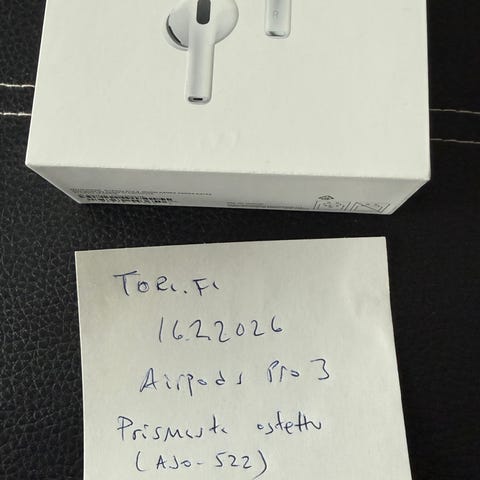 Tori.Fi
16.2.2026
Airpods Pro 3
Prismasta ostettu
(AJO-522)